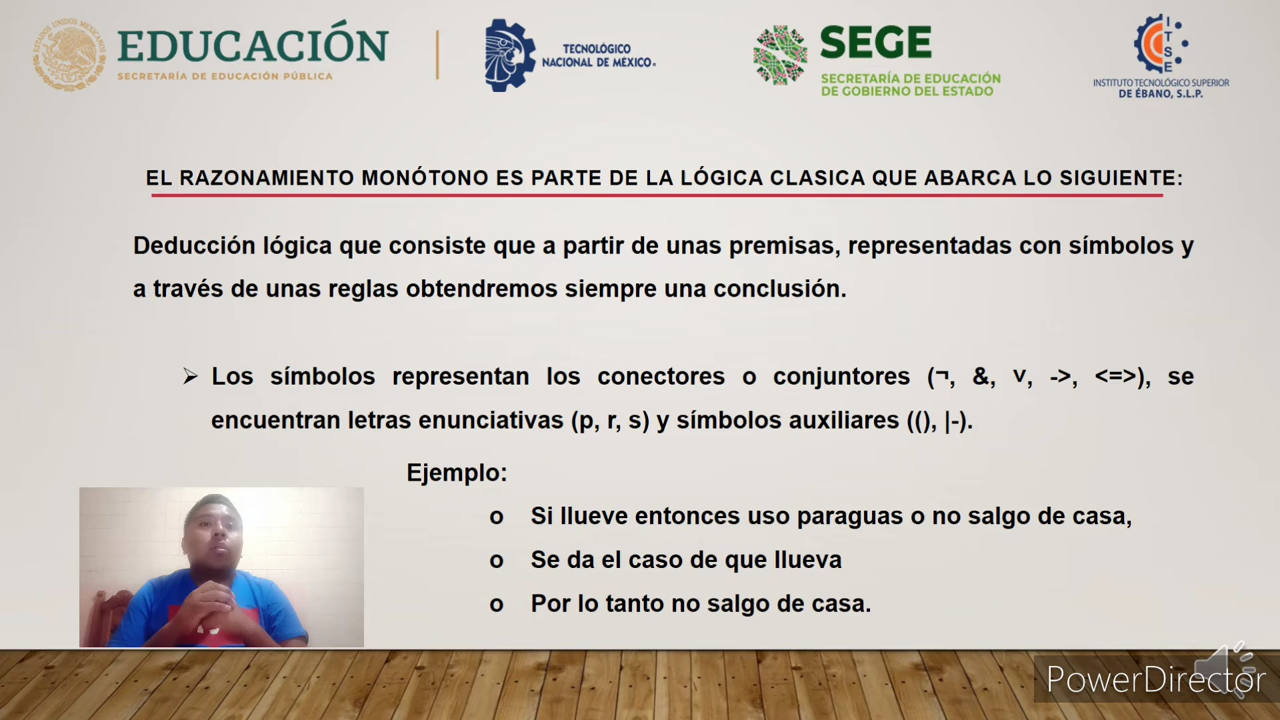 EDUCACIÓN
SECRETARÍA DE EDUCACIÓN PÚBLICA
ESTADOS UNIDOS MEXICANOS
TECNOLÓGICO
NACIONAL DE MÉXICO
SEGE
SECRETARÍA DE EDUCACIÓN
DE GOBIERNO DEL ESTADO
ITSE
INSTITUTO TECNOLÓGICO SUPERIOR
DE ÉBANO, S.L.P.
EL RAZONAMIENTO MONÓTONO ES PARTE DE LA LÓGICA CLASICA QUE ABARCA LO SIGUIENTE:
Deducción lógica que consiste que a partir de unas premisas, representadas con símbolos y
a través de unas reglas obtendremos siempre una conclusión.
➢ Los símbolos representan los conectores o conjuntores (¬, &, ˅, ->, <=>), se
encuentran letras enunciativas (p, r, s) y símbolos auxiliares ((), |-).
Ejemplo:
o Si llueve entonces uso paraguas o no salgo de casa,
o Se da el caso de que llueva
o Por lo tanto no salgo de casa.
PowerDirector